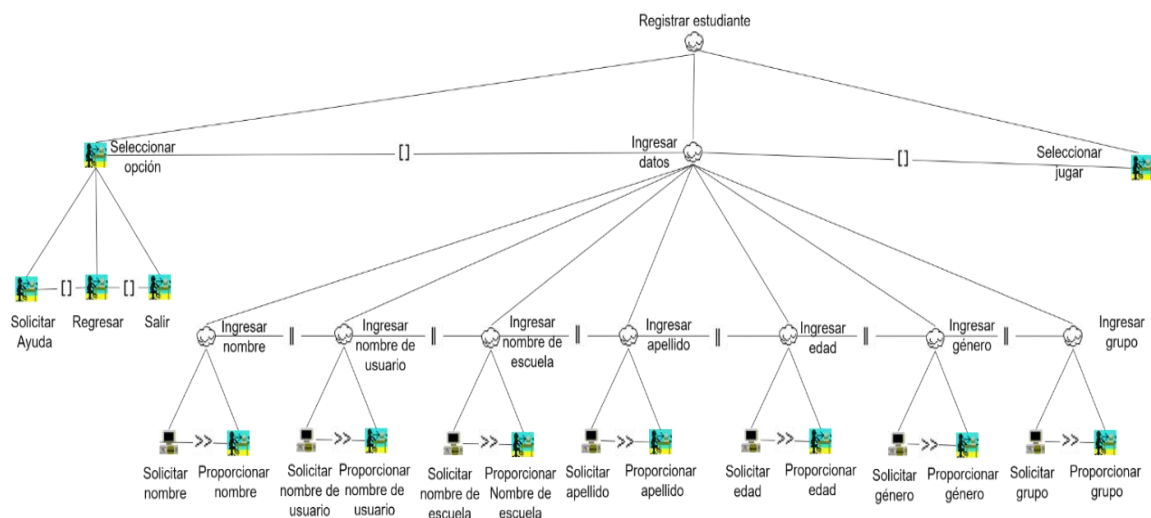 Registrar estudiante
Seleccionar
opción
[]
Ingresar
datos
[]
Seleccionar
jugar
[]
[]
Solicitar
Ayuda
Regresar
Salir
Ingresar
nombre
||
Ingresar
nombre de
usuario
||
Ingresar
nombre de
escuela
||
Ingresar
apellido
||
Ingresar
edad
||
Ingresar
género
||
Ingresar
grupo
>>
>>
>>
>>
>>
>>
>>
Solicitar
nombre
Proporcionar
nombre
Solicitar
nombre de
usuario
Proporcionar
nombre de
usuario
Solicitar
nombre de
escuela
Proporcionar
Nombre de
escuela
Solicitar
apellido
Proporcionar
apellido
Solicitar
edad
Proporcionar
edad
Solicitar
género
Proporcionar
género
Solicitar
grupo
Proporcionar
grupo